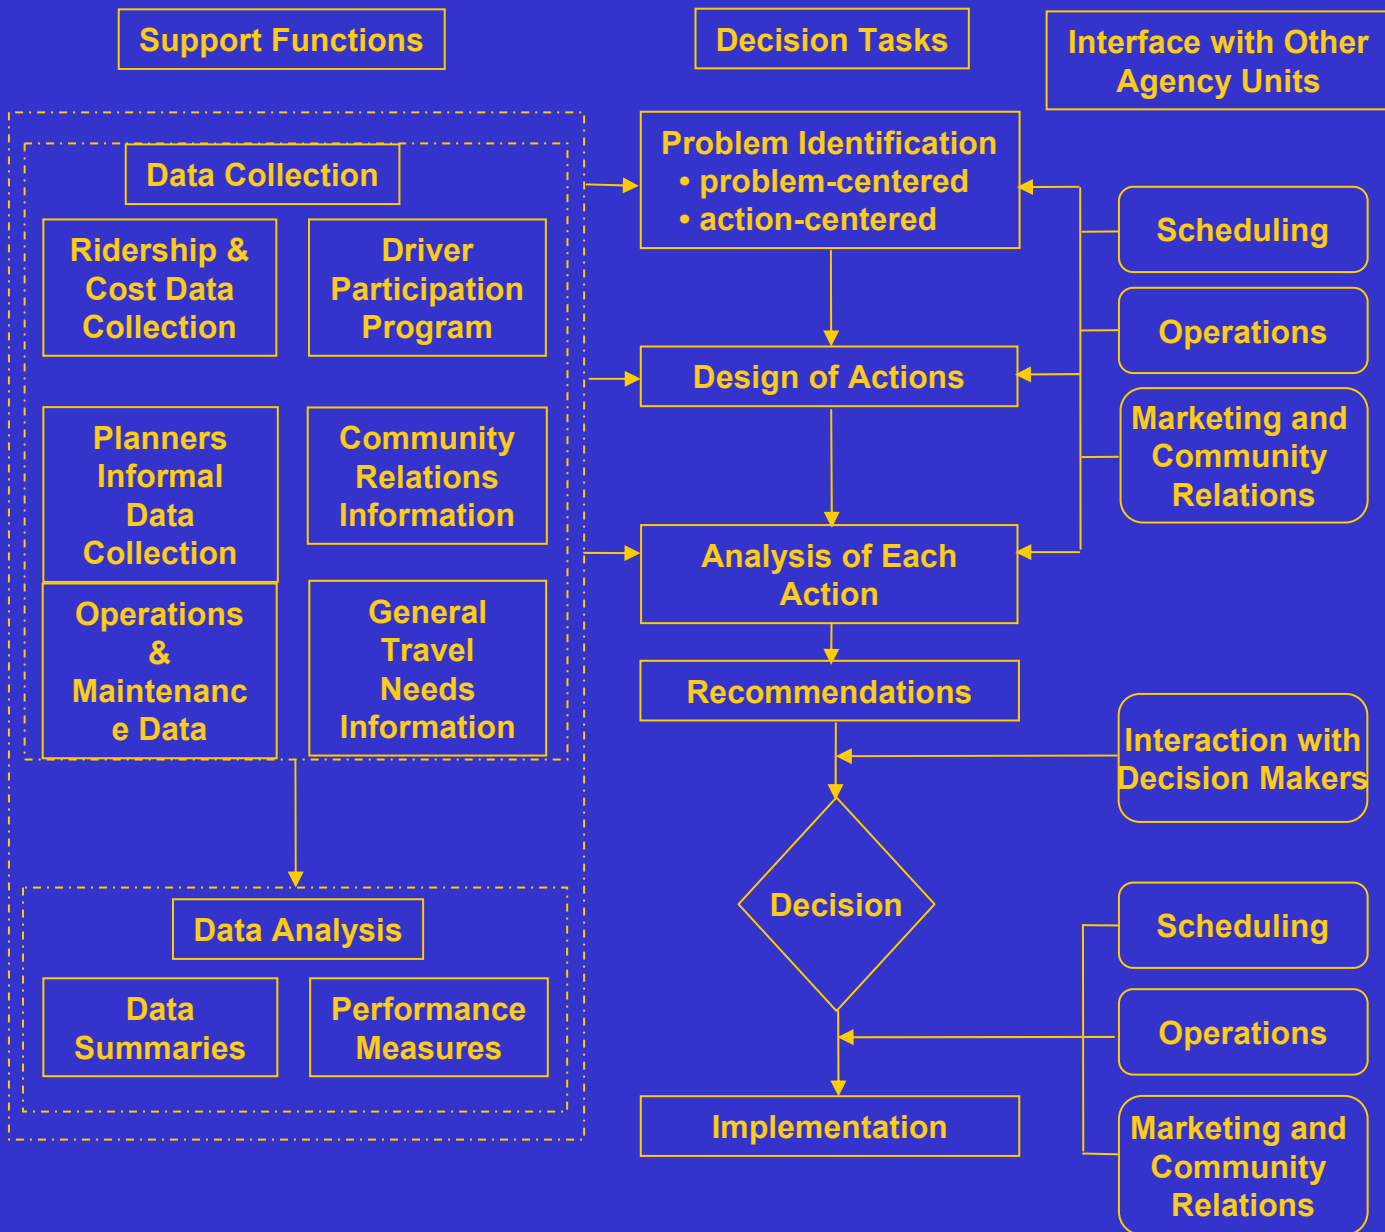 Support Functions
Decision Tasks
Interface with Other
Agency Units
Data Collection
Ridership &
Cost Data
Collection
Driver
Participation
Program
Planners
Informal
Data
Collection
Community
Relations
Information
Operations
&
Maintenanc
e Data
General
Travel
Needs
Information
Data Analysis
Data
Summaries
Performance
Measures
Problem Identification
• problem-centered
• action-centered
Design of Actions
Analysis of Each
Action
Recommendations
Decision
Implementation
Scheduling
Operations
Marketing and
Community
Relations
Interaction with
Decision Makers
Scheduling
Operations
Marketing and
Community
Relations